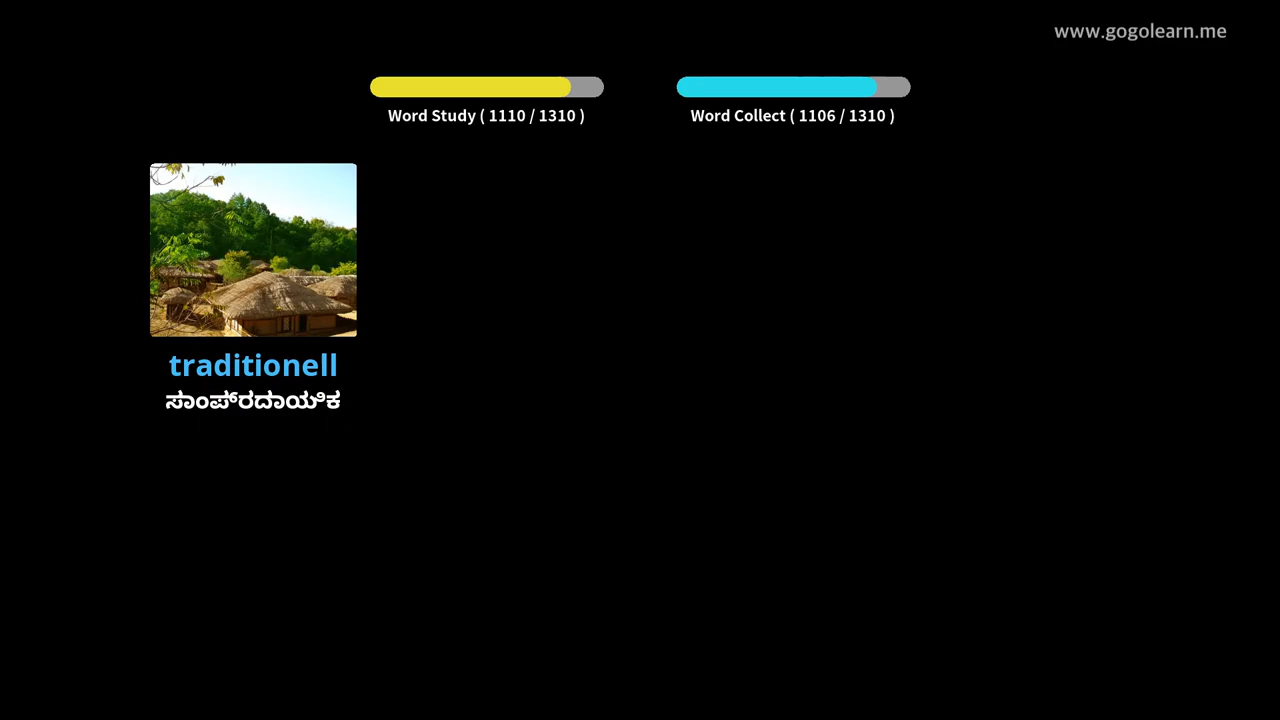 www.gogolearn.me
Word Study ( 1110 / 1310 )
Word Collect ( 1106 / 1310 )
traditionell
ಸಾಂಪ್ರದಾಯಿಕ